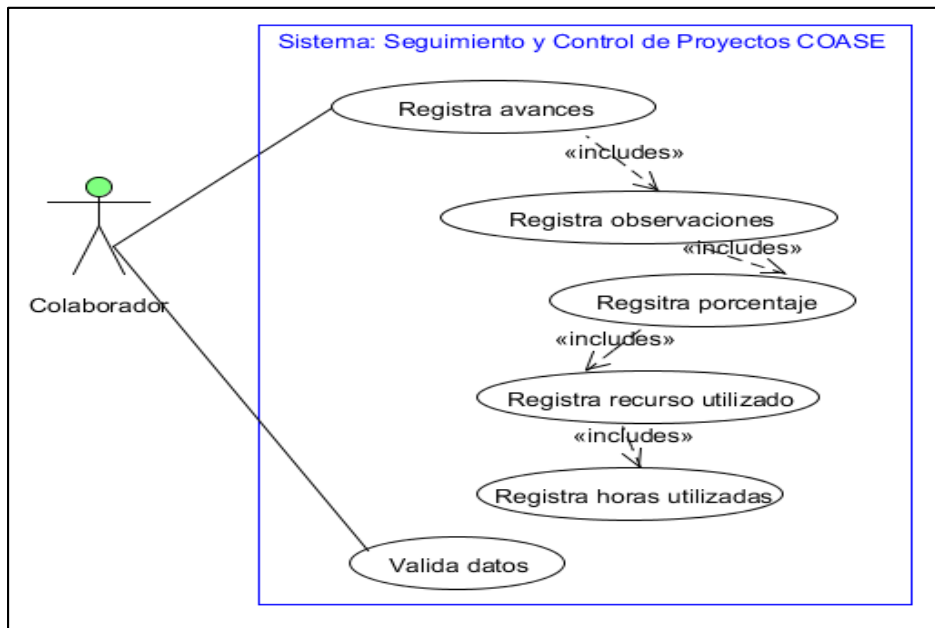 Sistema: Seguimiento y Control de Proyectos COASE
Registra avances
«includes»
Registra observaciones
«includes»
Regsitra porcentaje
Colaborador
«includes»
Registra recurso utilizado
«includes»
Registra horas utilizadas
Valida datos